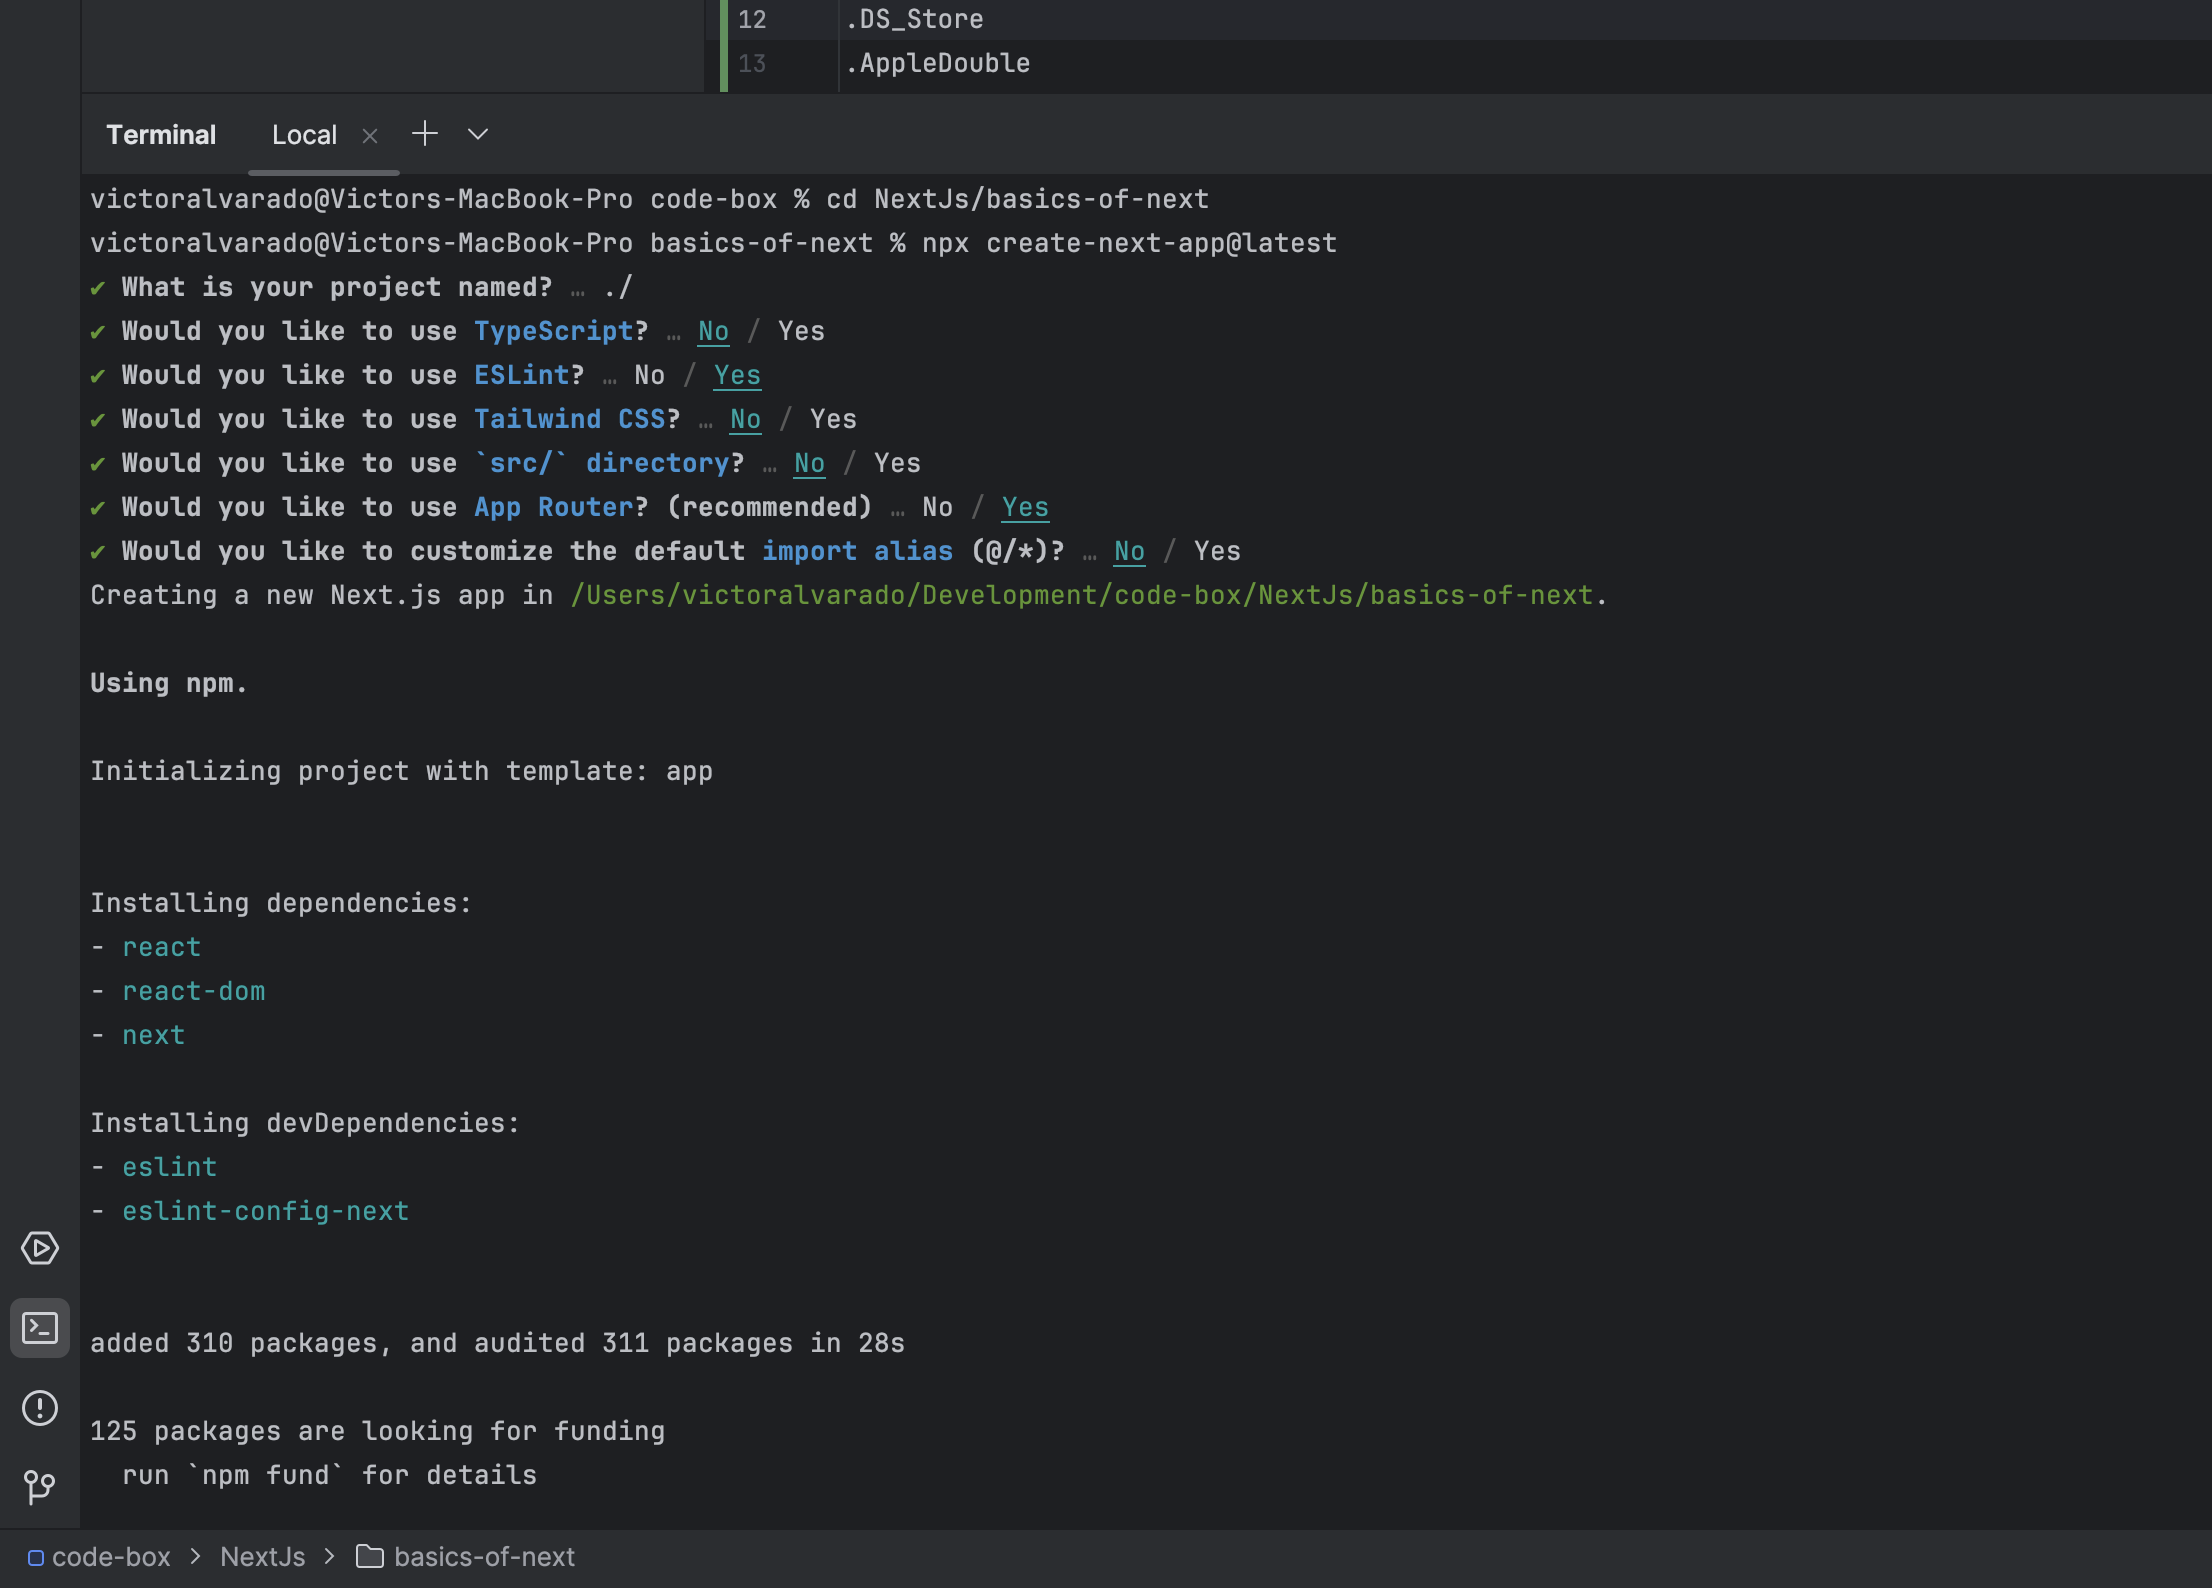 12 .DS_Store
13 .AppleDouble
Terminal Local
victoralvarado@Victors-MacBook-Pro code-box % cd NextJs/basics-of-next
victoralvarado@Victors-MacBook-Pro basics-of-next % npx create-next-app@latest
✔ What is your project named? … ./
✔ Would you like to use TypeScript? … No / Yes
✔ Would you like to use ESLint? … No / Yes
✔ Would you like to use Tailwind CSS? … No / Yes
✔ Would you like to use `src/` directory? … No / Yes
✔ Would you like to use App Router? (recommended) … No / Yes
✔ Would you like to customize the default import alias (@/*)? … No / Yes
Creating a new Next.js app in /Users/victoralvarado/Development/code-box/NextJs/basics-of-next.
Using npm.
Initializing project with template: app
Installing dependencies:
- react
- react-dom
- next
Installing devDependencies:
- eslint
- eslint-config-next
added 310 packages, and audited 311 packages in 28s
125 packages are looking for funding
run `npm fund` for details
code-box > NextJs > basics-of-next